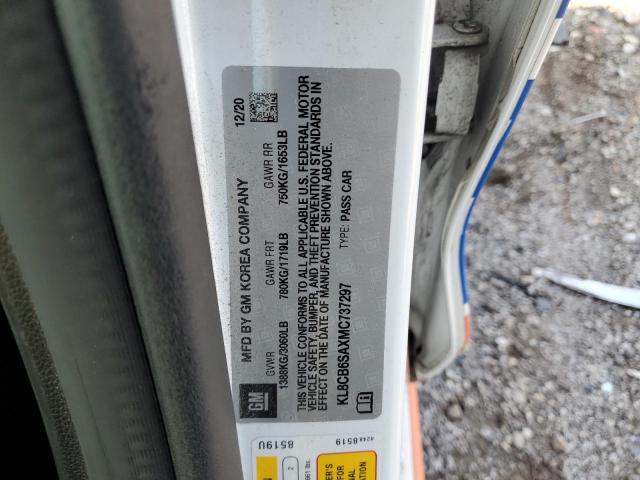 MFD BY GM KOREA COMPANY 12/20
GVWR GAWR FRT GAWR RR
1388KG/3060LB 780KG/1719LB 750KG/1653LB
THIS VEHICLE CONFORMS TO ALL APPLICABLE U.S. FEDERAL MOTOR
VEHICLE SAFETY, BUMPER, AND THEFT PREVENTION STANDARDS IN
EFFECT ON THE DATE OF MANUFACTURE SHOWN ABOVE.
KL8CB6SAXMC737297 TYPE: PASS CAR
GM
8519U
4248 8519
2